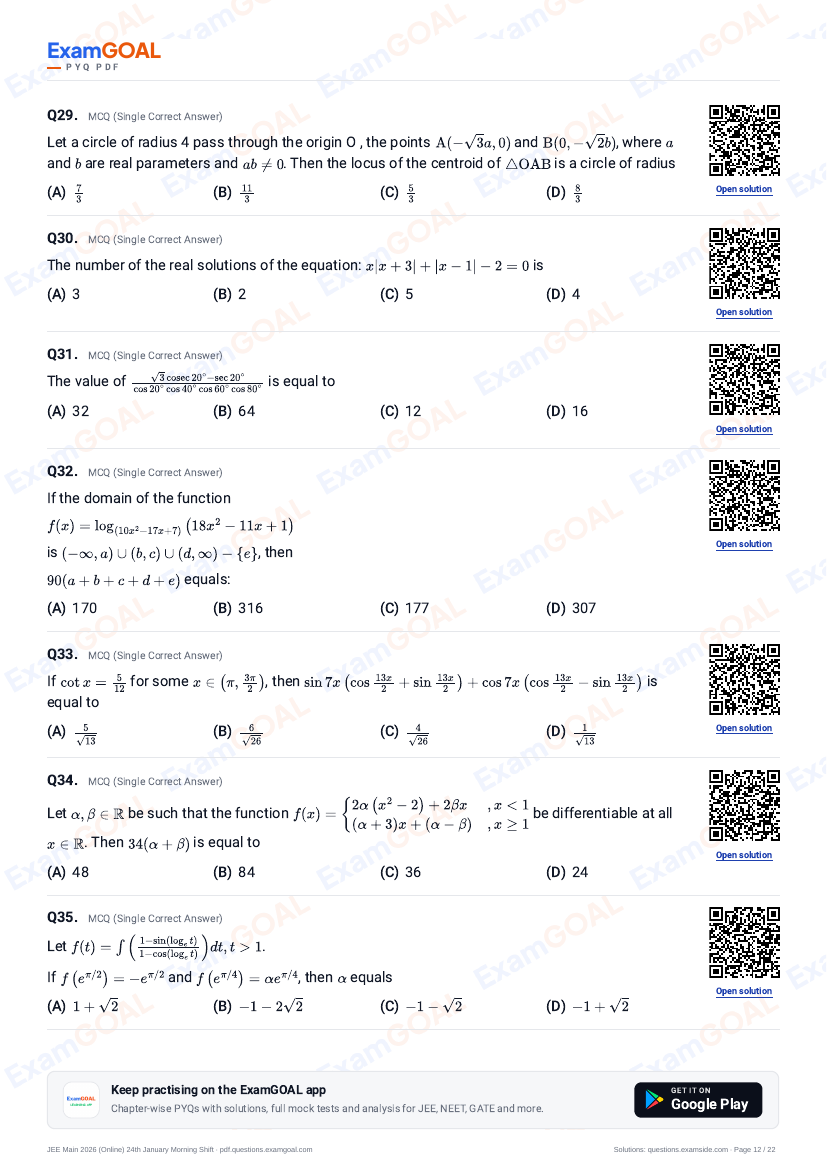 ExamGOAL
PYQ PDF
Q29. MCQ (Single Correct Answer)
Let a circle of radius 4 pass through the origin O , the points A(−√3a, 0) and B(0, −√2b), where a
and b are real parameters and ab ≠ 0. Then the locus of the centroid of △OAB is a circle of radius
(A) 7/3 (B) 11/3 (C) 5/3 (D) 8/3
Open solution
Q30. MCQ (Single Correct Answer)
The number of the real solutions of the equation: x|x + 3| + |x − 1| − 2 = 0 is
(A) 3 (B) 2 (C) 5 (D) 4
Open solution
Q31. MCQ (Single Correct Answer)
The value of (√3 cosec 20° − sec 20°)/(cos 20° cos 40° cos 60° cos 80°) is equal to
(A) 32 (B) 64 (C) 12 (D) 16
Open solution
Q32. MCQ (Single Correct Answer)
If the domain of the function
f(x) = log₍₁₀ₓ²₋₁₇ₓ₊₇₎ (18x² − 11x + 1)
is (−∞, a) ∪ (b, c) ∪ (d, ∞) − {e}, then
90(a + b + c + d + e) equals:
(A) 170 (B) 316 (C) 177 (D) 307
Open solution
Q33. MCQ (Single Correct Answer)
If cot x = 5/12 for some x ∈ (π, 3π/2), then sin 7x (cos 13x/2 + sin 13x/2) + cos 7x (cos 13x/2 − sin 13x/2) is
equal to
(A) 5/√13 (B) 6/√26 (C) 4/√26 (D) 1/√13
Open solution
Q34. MCQ (Single Correct Answer)
Let α, β ∈ ℝ be such that the function f(x) = { 2α (x² − 2) + 2βx , x < 1
(α + 3)x + (α − β) , x ≥ 1 be differentiable at all
x ∈ ℝ. Then 34(α + β) is equal to
(A) 48 (B) 84 (C) 36 (D) 24
Open solution
Q35. MCQ (Single Correct Answer)
Let f(t) = ∫ ((1−sin(logₑ t))/(1−cos(logₑ t))) dt, t > 1.
If f (e^(π/2)) = −e^(π/2) and f (e^(π/4)) = αe^(π/4), then α equals
(A) 1 + √2 (B) −1 − 2√2 (C) −1 − √2 (D) −1 + √2
Open solution
ExamGOAL
Keep practising on the ExamGOAL app
Chapter-wise PYQs with solutions, full mock tests and analysis for JEE, NEET, GATE and more.
GET IT ON
Google Play
JEE Main 2026 (Online) 24th January Morning Shift · pdf.questions.examgoal.com
Solutions: questions.examside.com · Page 12 / 22